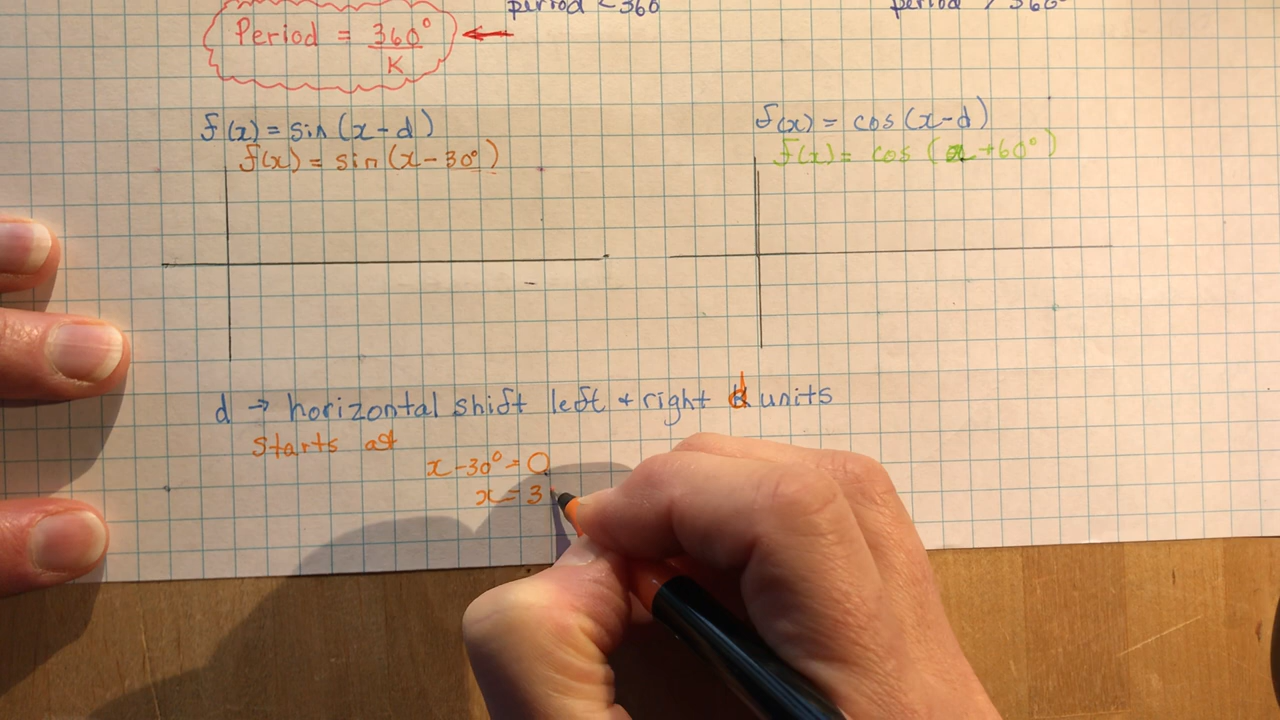 period < 360
period > 360°
Period = 360°
K
f(x) = sin (x-d)
f(x) = sin (x-30°)
f(x) = cos (x-d)
f(x) = cos (x+60°)
d → horizontal shift left + right d units
Starts at
x-30° = 0
x = 3